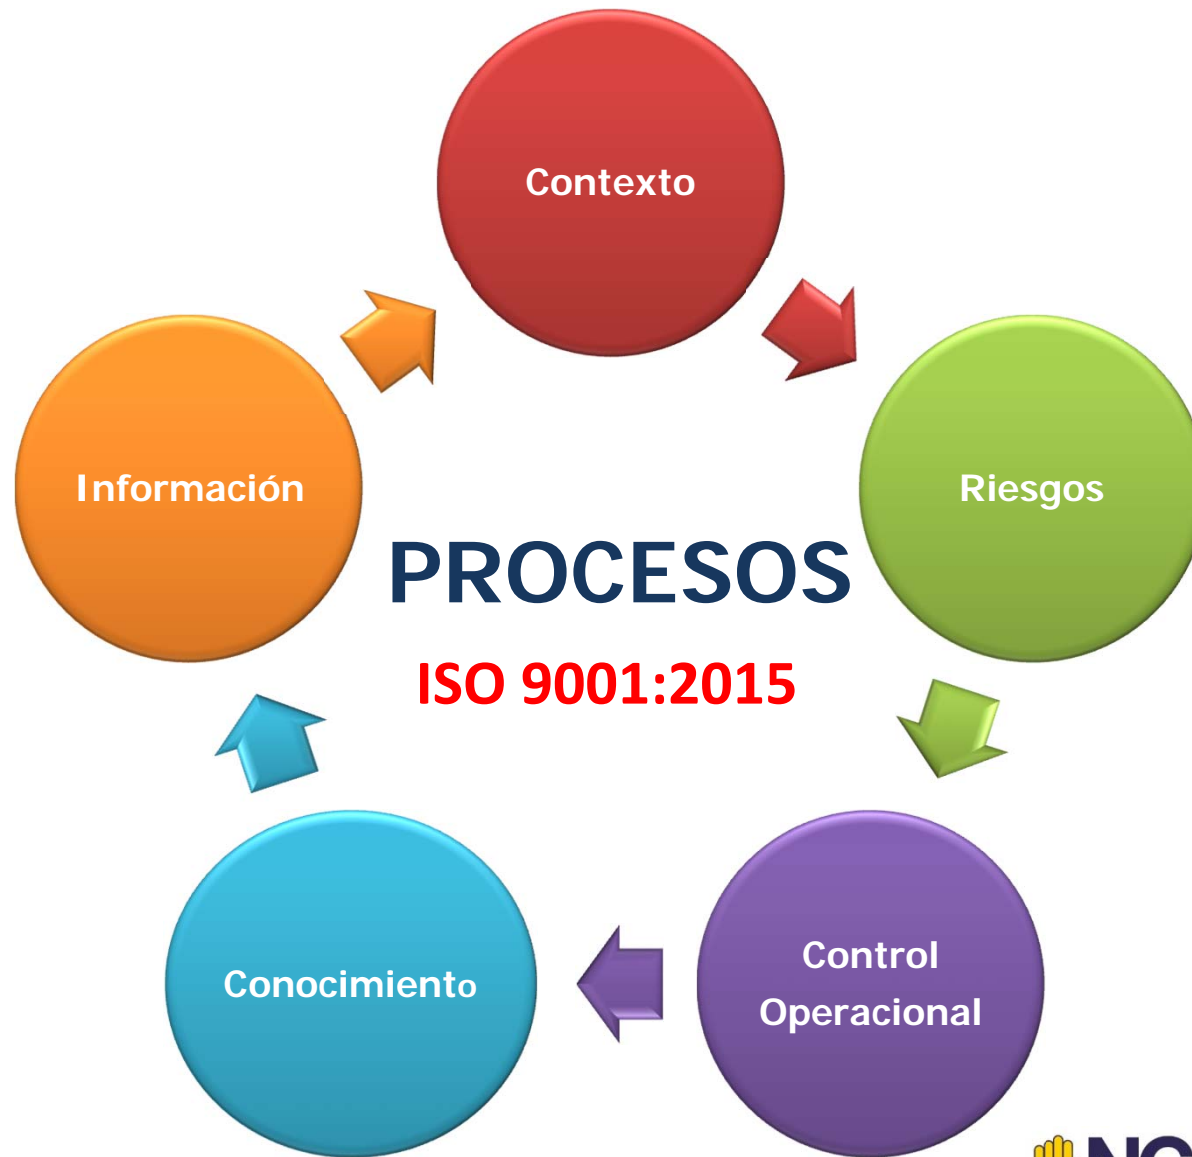 Contexto
Riesgos
Control
Operacional
Conocimiento
Información
PROCESOS
ISO 9001:2015